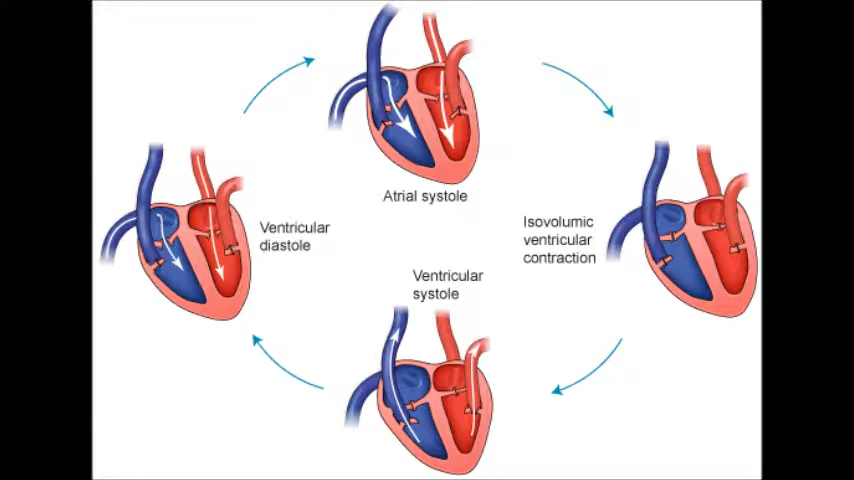 Atrial systole
Ventricular
diastole
Isovolumic
ventricular
contraction
Ventricular
systole